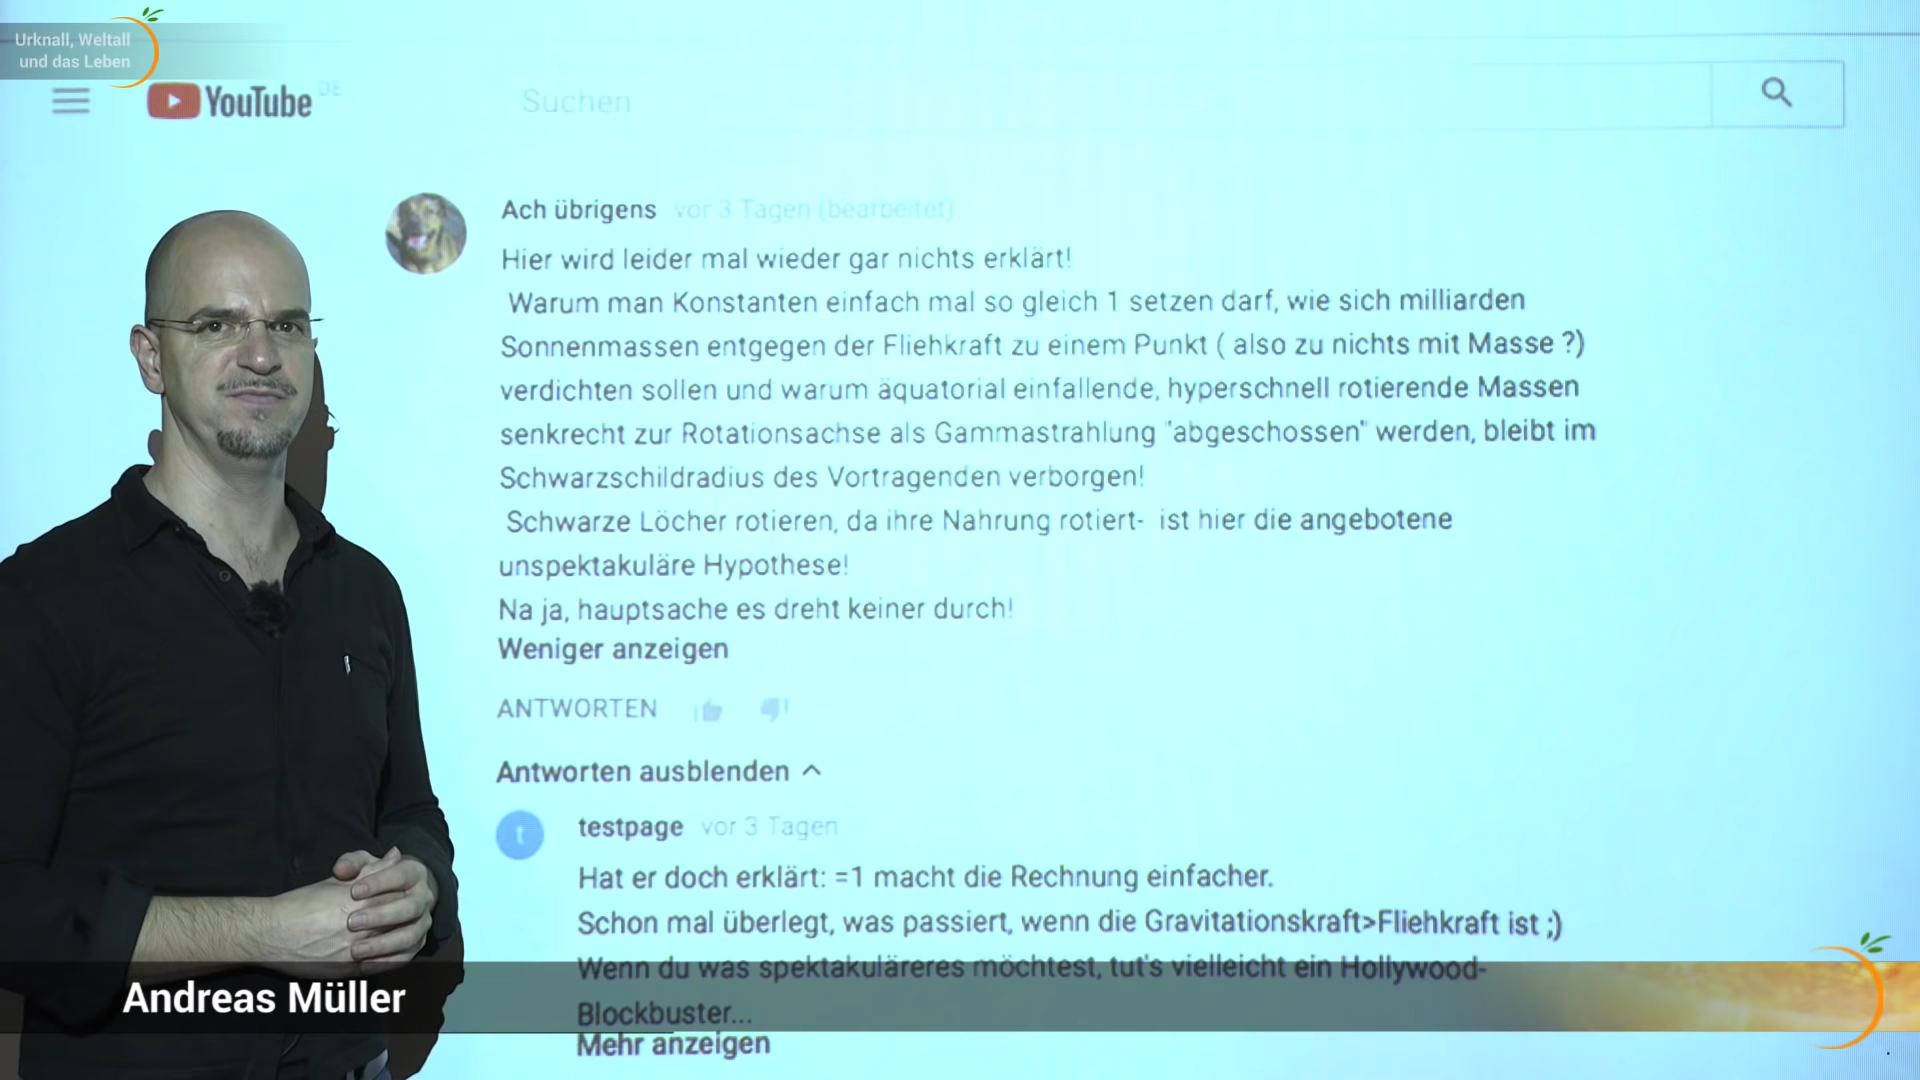 Urknall, Weltall
und das Leben
YouTube DE
Suchen
Ach übrigens vor 3 Tagen (bearbeitet)
Hier wird leider mal wieder gar nichts erklärt!
Warum man Konstanten einfach mal so gleich 1 setzen darf, wie sich milliarden
Sonnenmassen entgegen der Fliehkraft zu einem Punkt ( also zu nichts mit Masse ?)
verdichten sollen und warum äquatorial einfallende, hyperschnell rotierende Massen
senkrecht zur Rotationsachse als Gammastrahlung "abgeschossen" werden, bleibt im
Schwarzschildradius des Vortragenden verborgen!
Schwarze Löcher rotieren, da ihre Nahrung rotiert- ist hier die angebotene
unspektakuläre Hypothese!
Na ja, hauptsache es dreht keiner durch!
Weniger anzeigen
ANTWORTEN
Antworten ausblenden
t
testpage vor 3 Tagen
Hat er doch erklärt: =1 macht die Rechnung einfacher.
Schon mal überlegt, was passiert, wenn die Gravitationskraft>Fliehkraft ist ;)
Wenn du was spektakuläreres möchtest, tut's vielleicht ein Hollywood-
Blockbuster...
Mehr anzeigen
Andreas Müller